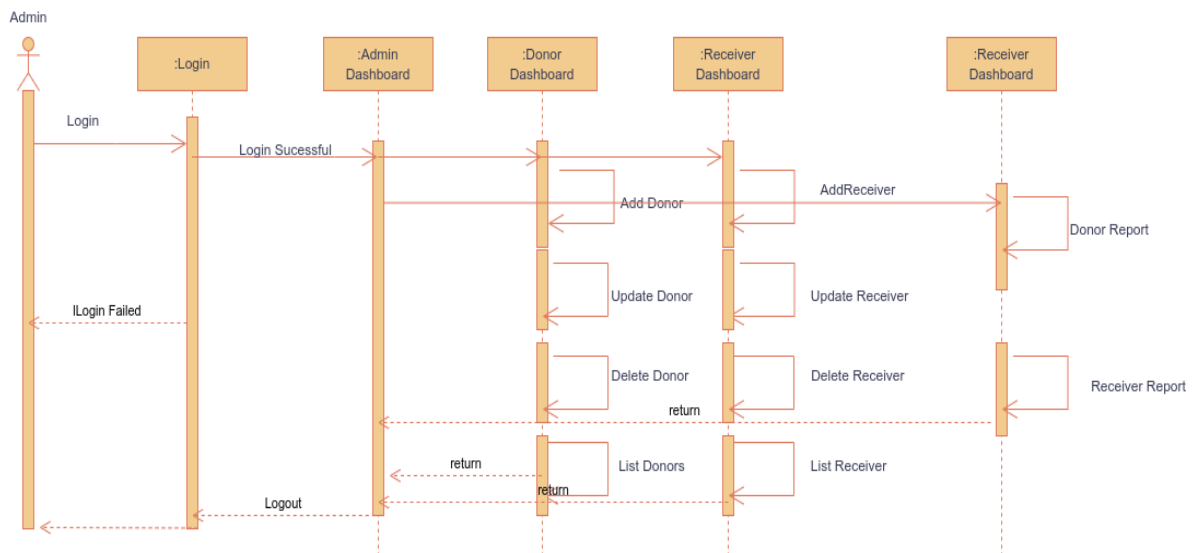 Admin
:Login
:Admin
Dashboard
:Donor
Dashboard
:Receiver
Dashboard
:Receiver
Dashboard
Login
Login Sucessful
Add Donor
AddReceiver
Donor Report
ILogin Failed
Update Donor
Update Receiver
Delete Donor
Delete Receiver
Receiver Report
return
return
List Donors
List Receiver
return
Logout